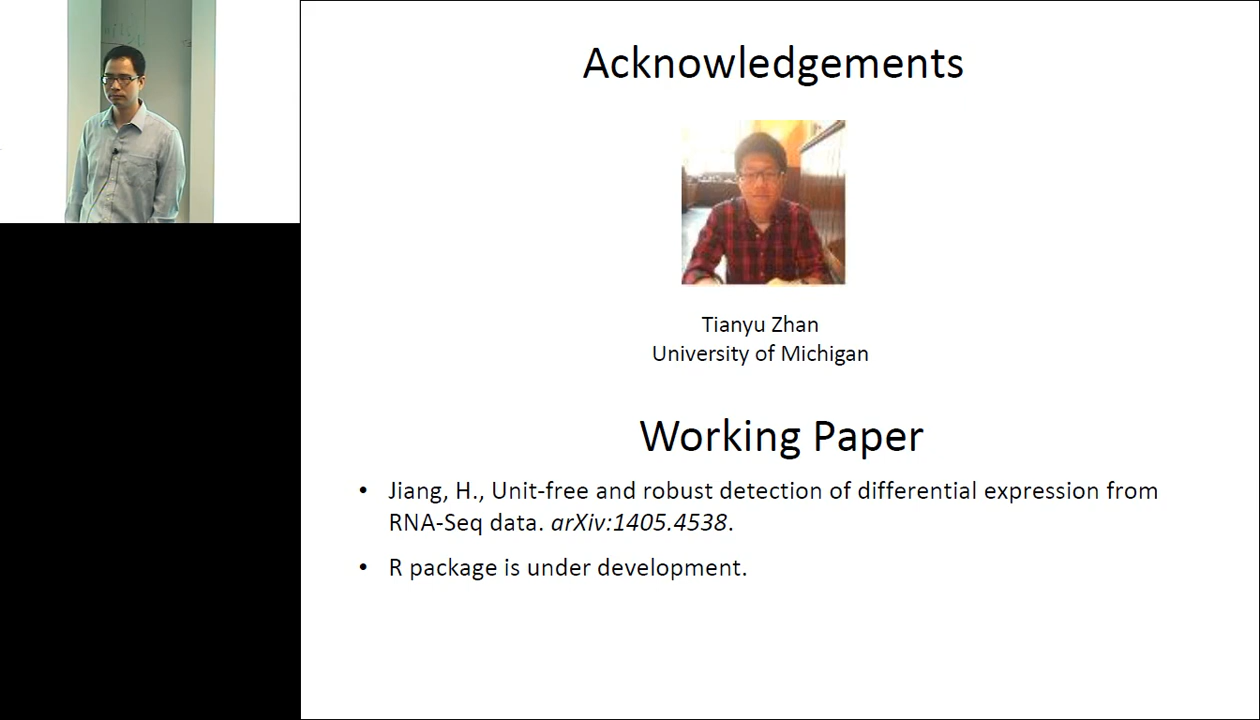 Acknowledgements
Tianyu Zhan
University of Michigan
Working Paper
• Jiang, H., Unit-free and robust detection of differential expression from
RNA-Seq data. arXiv:1405.4538.
• R package is under development.